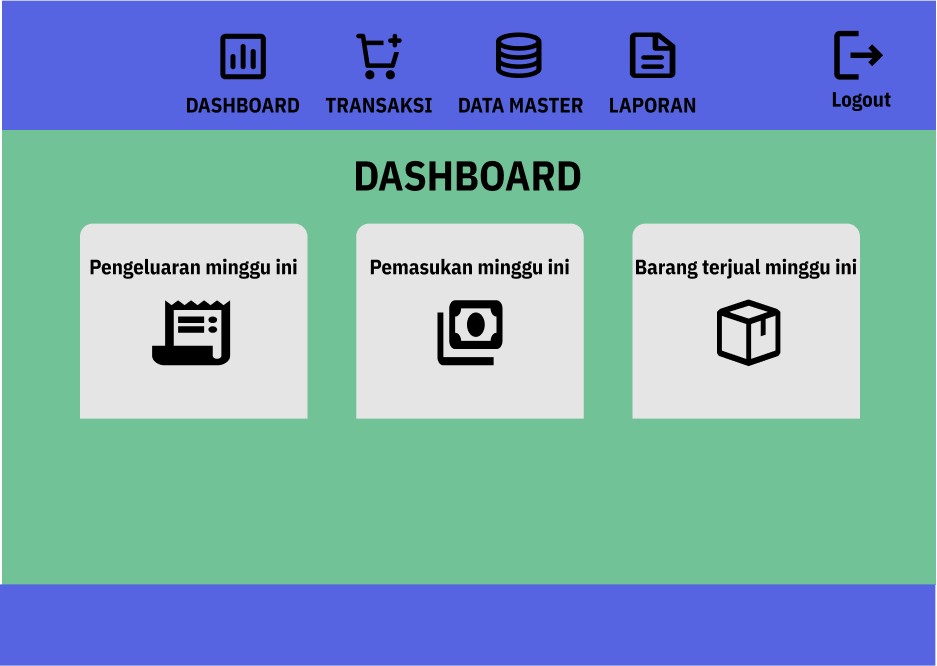 DASHBOARD
TRANSAKSI
DATA MASTER
LAPORAN
Logout
DASHBOARD
Pengeluaran minggu ini
Pemasukan minggu ini
Barang terjual minggu ini